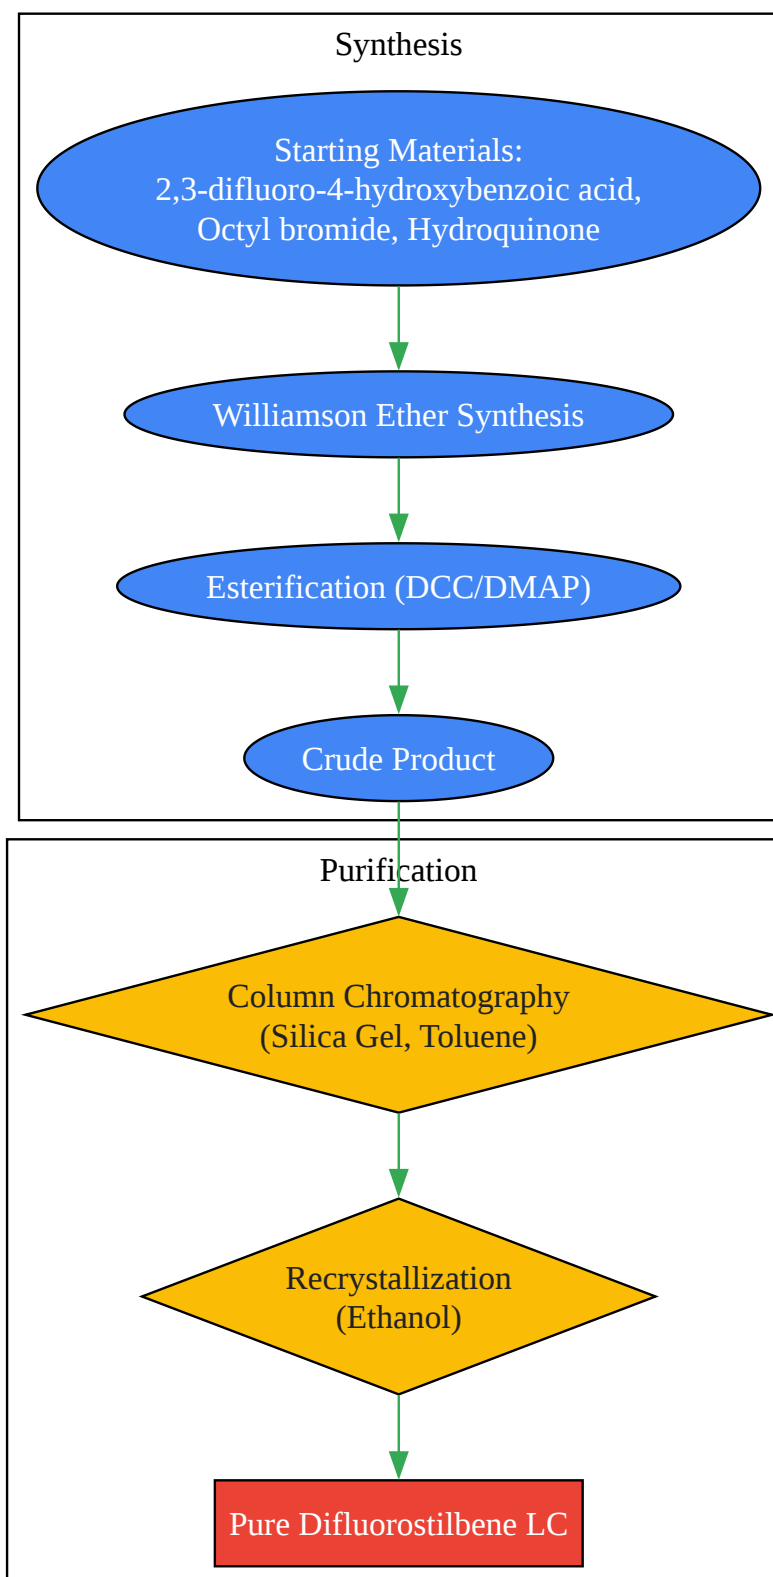 Synthesis
Starting Materials:
2,3-difluoro-4-hydroxybenzoic acid,
Octyl bromide, Hydroquinone
Williamson Ether Synthesis
Esterification (DCC/DMAP)
Crude Product
Purification
Column Chromatography
(Silica Gel, Toluene)
Recrystallization
(Ethanol)
Pure Difluorostilbene LC